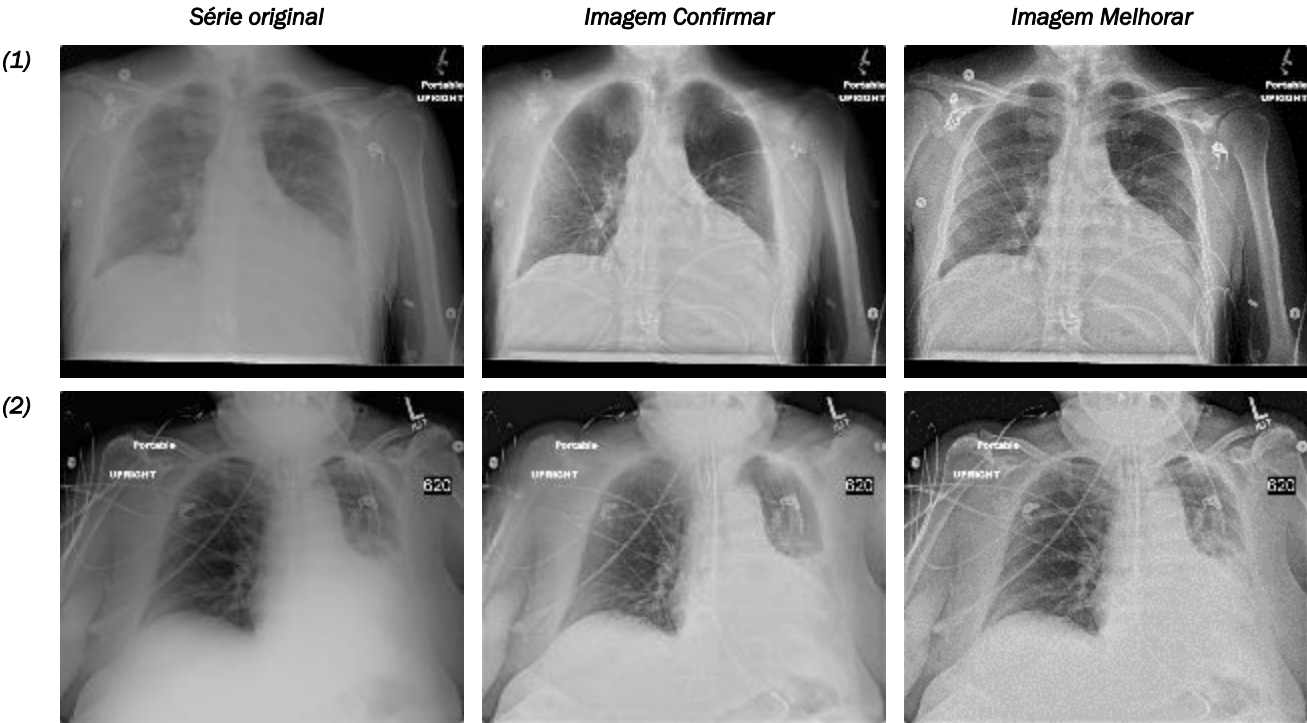 Série original
Imagem Confirmar
Imagem Melhorar
(1)
Portable
UPRIGHT
Portable
UPRIGHT
Portable
UPRIGHT
(2)
Portable
UPRIGHT
L
620
Portable
UPRIGHT
L
620
Portable
UPRIGHT
L
620